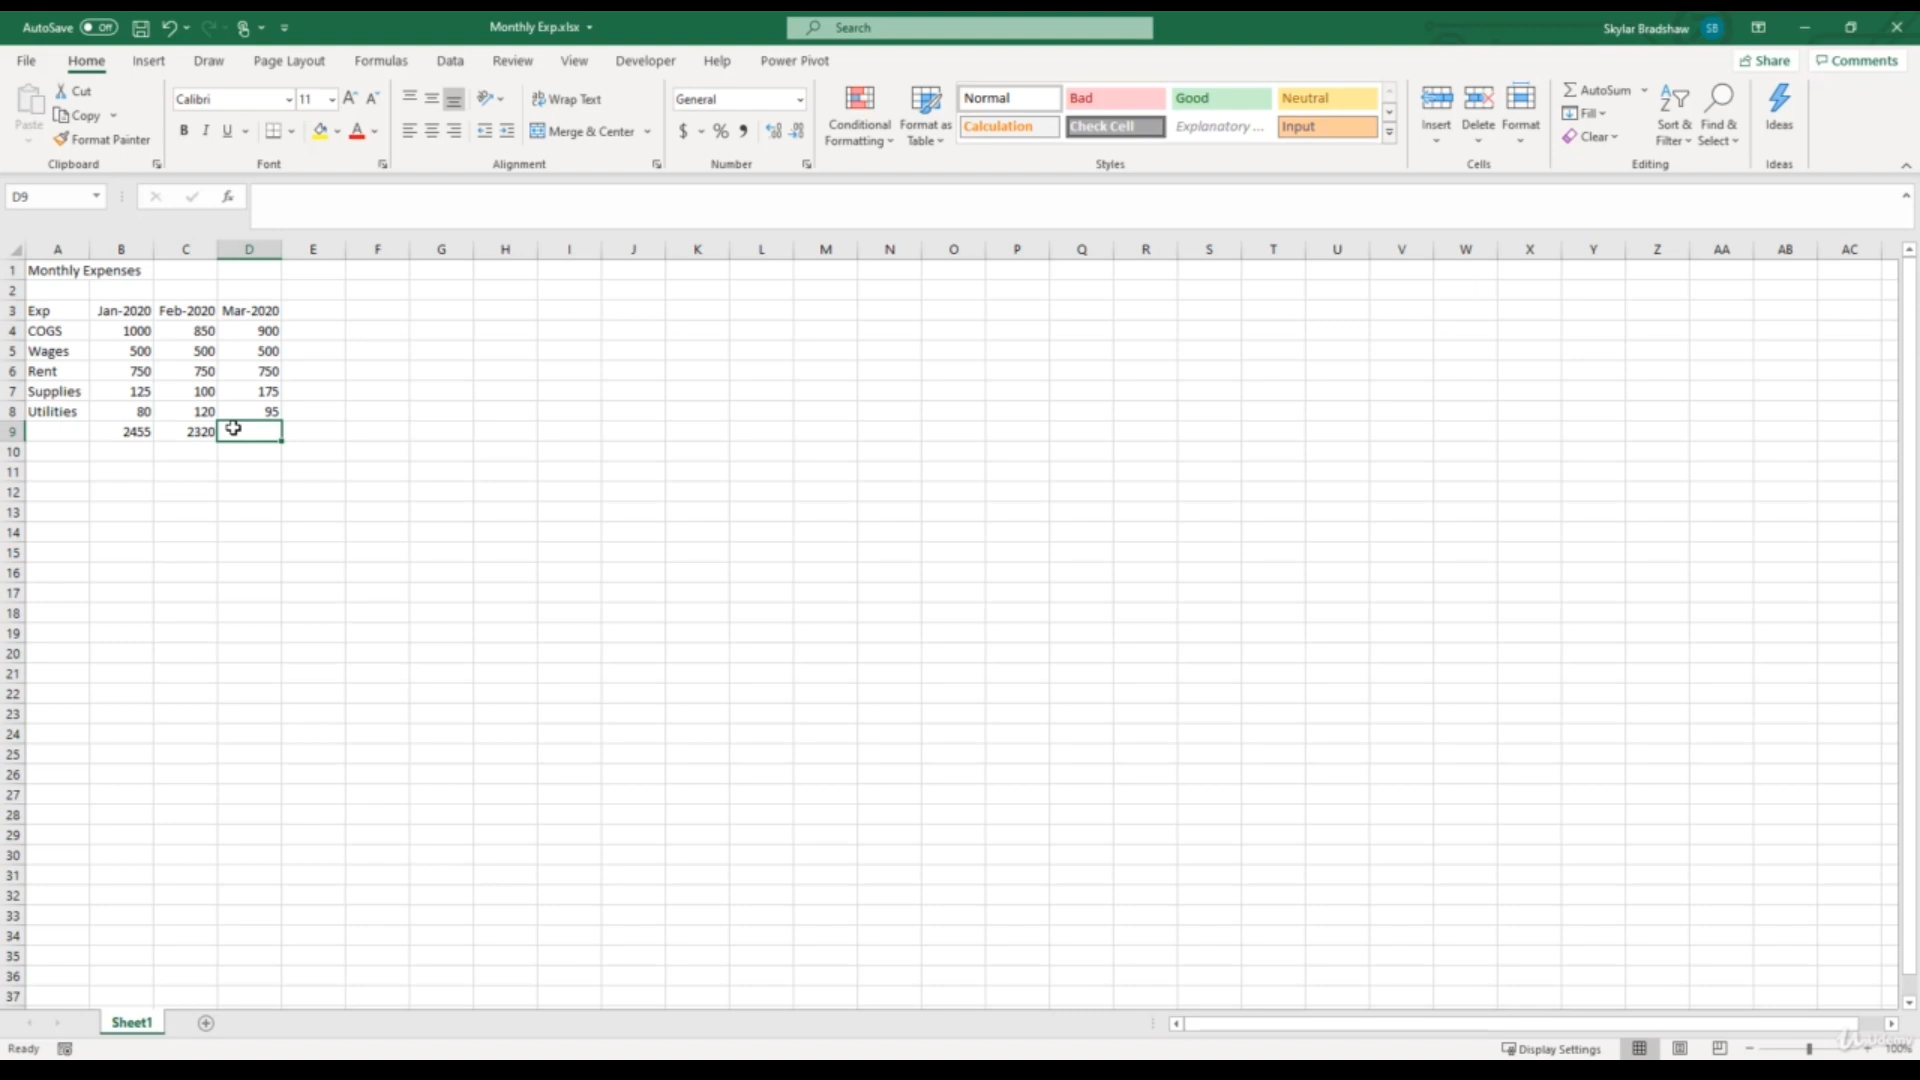 AutoSave Off
Monthly Exp.xlsx
Search
Skylar Bradshaw SB
File Home Insert Draw Page Layout Formulas Data Review View Developer Help Power Pivot
Share Comments
Paste
Cut
Copy
Format Painter
Clipboard
Calibri 11
B I U
Font
Wrap Text
Merge & Center
Alignment
General
$ % ,
Number
Conditional Formatting
Format as Table
Normal Bad Good Neutral
Calculation Check Cell Explanatory ... Input
Styles
Insert Delete Format
Cells
AutoSum
Fill
Clear
Sort & Filter
Find & Select
Editing
Ideas
Ideas
D9 fx
A B C D E F G H I J K L M N O P Q R S T U V W X Y Z AA AB AC
1 Monthly Expenses
2
3 Exp Jan-2020 Feb-2020 Mar-2020
4 COGS 1000 850 900
5 Wages 500 500 500
6 Rent 750 750 750
7 Supplies 125 100 175
8 Utilities 80 120 95
9 2455 2320
10
11
12
13
14
15
16
17
18
19
20
21
22
23
24
25
26
27
28
29
30
31
32
33
34
35
36
37
Sheet1
Ready
Display Settings
100%
Udemy